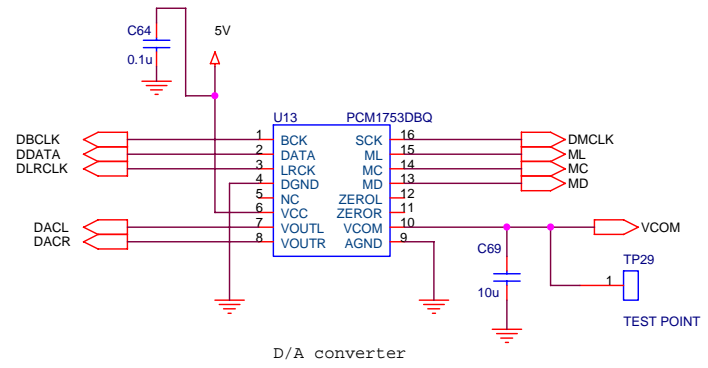 C64
5V
0.1u
U13 PCM1753DBQ
DBCLK 1 BCK SCK 16 DMCLK
DDATA 2 DATA ML 15 ML
DLRCLK 3 LRCK MC 14 MC
4 DGND MD 13 MD
5 NC ZEROL 12
6 VCC ZEROR 11
DACL 7 VOUTL VCOM 10 VCOM
DACR 8 VOUTR AGND 9
C69
10u
TP29
1
TEST POINT
D/A converter